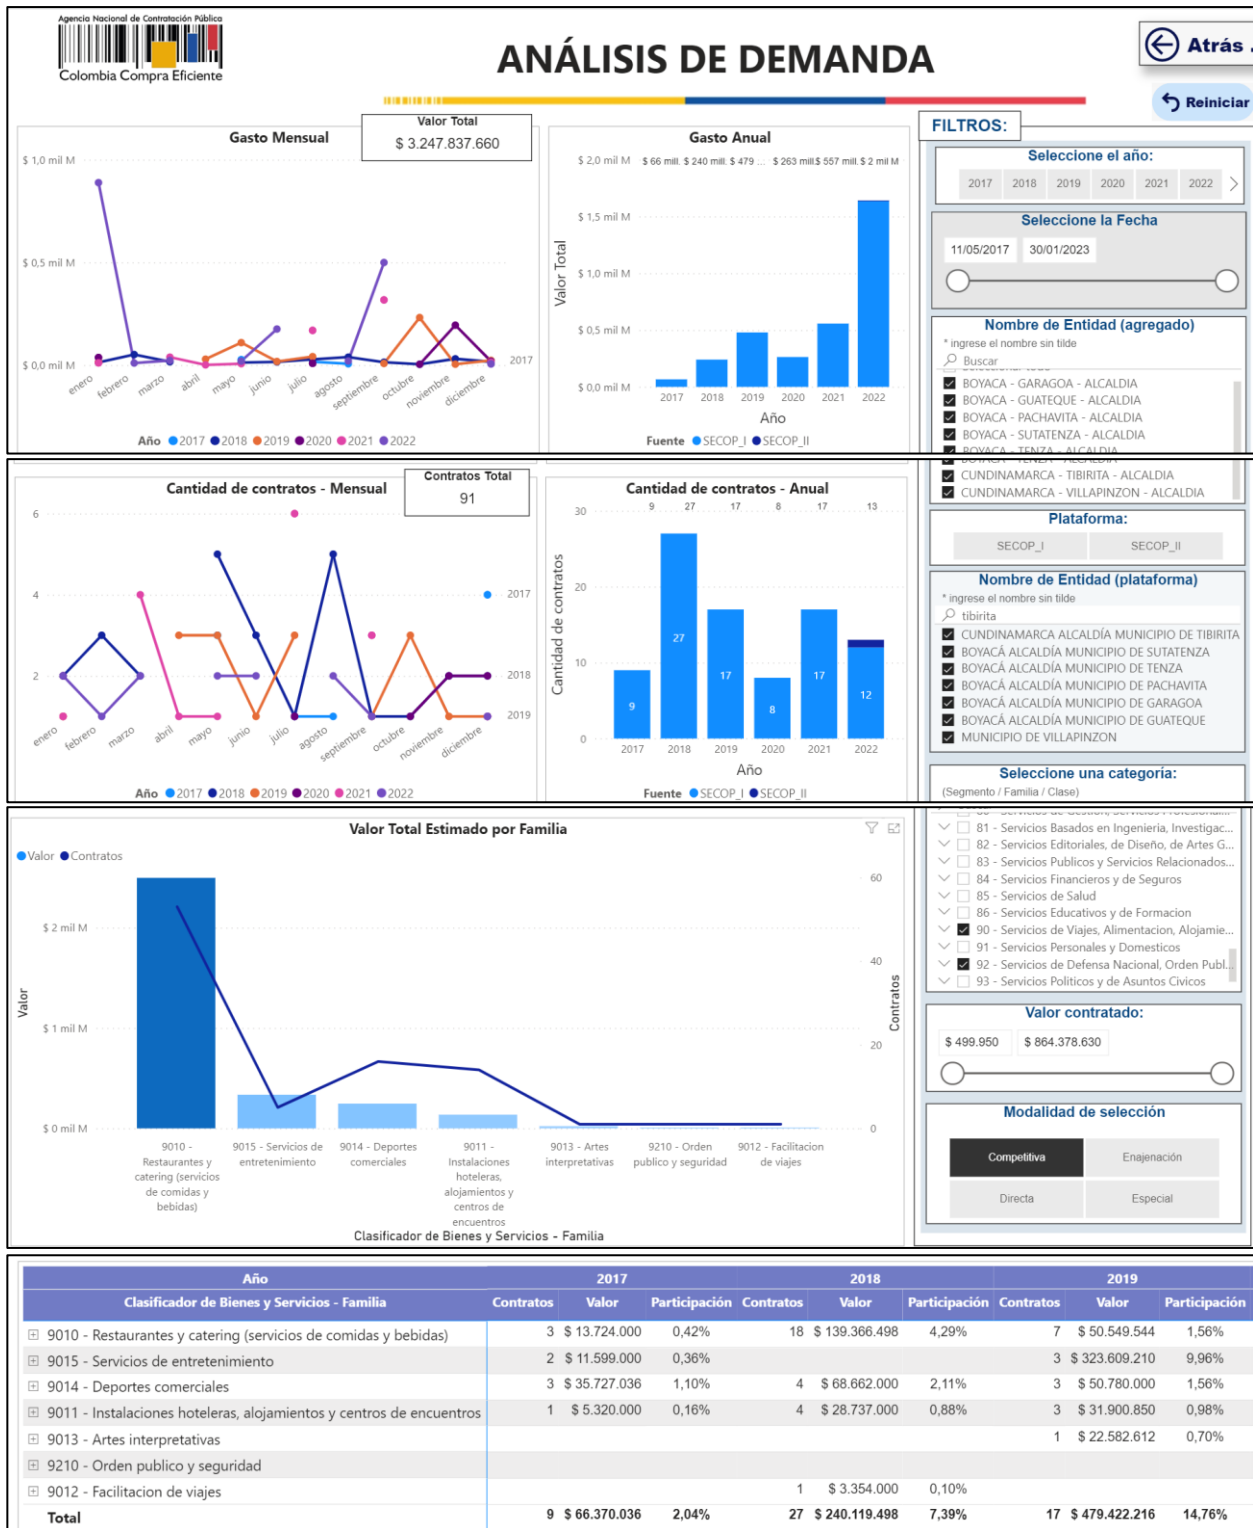 Agencia Nacional de Contratación Pública
Colombia Compra Eficiente
ANÁLISIS DE DEMANDA
Atrás .
Reiniciar
Gasto Mensual
Valor Total
$ 3.247.837.660
$ 1,0 mil M
$ 0,5 mil M
$ 0,0 mil M
2017
enero
febrero
marzo
abril
mayo
junio
julio
agosto
septiembre
octubre
noviembre
diciembre
Año 2017 2018 2019 2020 2021 2022
Gasto Anual
$ 2,0 mil M
$ 66 mill. $ 240 mill. $ 479 ... $ 263 mill. $ 557 mill. $ 2 mil M
$ 1,5 mil M
$ 1,0 mil M
$ 0,5 mil M
$ 0,0 mil M
Valor Total
2017 2018 2019 2020 2021 2022
Año
Fuente SECOP_I SECOP_II
FILTROS:
Seleccione el año:
2017 2018 2019 2020 2021 2022
Seleccione la Fecha
11/05/2017 30/01/2023
Nombre de Entidad (agregado)
* ingrese el nombre sin tilde
Buscar
BOYACA - GARAGOA - ALCALDIA
BOYACA - GUATEQUE - ALCALDIA
BOYACA - PACHAVITA - ALCALDIA
BOYACA - SUTATENZA - ALCALDIA
BOYACA - TENZA - ALCALDIA
BOYACA - TENZA - ALCALDIA
CUNDINAMARCA - TIBIRITA - ALCALDIA
CUNDINAMARCA - VILLAPINZON - ALCALDIA
Cantidad de contratos - Mensual
Contratos Total
91
6
4
2
2017
2018
2019
enero
febrero
marzo
abril
mayo
junio
julio
agosto
septiembre
octubre
noviembre
diciembre
Año 2017 2018 2019 2020 2021 2022
Cantidad de contratos - Anual
9 27 17 8 17 13
30
20
10
0
Cantidad de contratos
9 27 17 8 17 12
2017 2018 2019 2020 2021 2022
Año
Fuente SECOP_I SECOP_II
Plataforma:
SECOP_I SECOP_II
Nombre de Entidad (plataforma)
* ingrese el nombre sin tilde
tibirita
CUNDINAMARCA ALCALDÍA MUNICIPIO DE TIBIRITA
BOYACÁ ALCALDÍA MUNICIPIO DE SUTATENZA
BOYACÁ ALCALDÍA MUNICIPIO DE TENZA
BOYACÁ ALCALDÍA MUNICIPIO DE PACHAVITA
BOYACÁ ALCALDÍA MUNICIPIO DE GARAGOA
BOYACÁ ALCALDÍA MUNICIPIO DE GUATEQUE
MUNICIPIO DE VILLAPINZON
Seleccione una categoría:
(Segmento / Familia / Clase)
81 - Servicios Basados en Ingenieria, Investigac...
82 - Servicios Editoriales, de Diseño, de Artes G...
83 - Servicios Publicos y Servicios Relacionados...
84 - Servicios Financieros y de Seguros
85 - Servicios de Salud
86 - Servicios Educativos y de Formacion
90 - Servicios de Viajes, Alimentacion, Alojamie...
91 - Servicios Personales y Domesticos
92 - Servicios de Defensa Nacional, Orden Publ...
93 - Servicios Politicos y de Asuntos Civicos
Valor Total Estimado por Familia
Valor Contratos
$ 2 mil M
$ 1 mil M
$ 0 mil M
Valor
60
40
20
0
Contratos
9010 - Restaurantes y catering (servicios de comidas y bebidas)
9015 - Servicios de entretenimiento
9014 - Deportes comerciales
9011 - Instalaciones hoteleras, alojamientos y centros de encuentros
9013 - Artes interpretativas
9210 - Orden publico y seguridad
9012 - Facilitacion de viajes
Clasificador de Bienes y Servicios - Familia
Valor contratado:
$ 499.950 $ 864.378.630
Modalidad de selección
Competitiva Enajenación
Directa Especial
Año 2017 2018 2019
Clasificador de Bienes y Servicios - Familia Contratos Valor Participación Contratos Valor Participación Contratos Valor Participación
9010 - Restaurantes y catering (servicios de comidas y bebidas) 3 $ 13.724.000 0,42% 18 $ 139.366.498 4,29% 7 $ 50.549.544 1,56%
9015 - Servicios de entretenimiento 2 $ 11.599.000 0,36% 3 $ 323.609.210 9,96%
9014 - Deportes comerciales 3 $ 35.727.036 1,10% 4 $ 68.662.000 2,11% 3 $ 50.780.000 1,56%
9011 - Instalaciones hoteleras, alojamientos y centros de encuentros 1 $ 5.320.000 0,16% 4 $ 28.737.000 0,88% 3 $ 31.900.850 0,98%
9013 - Artes interpretativas 1 $ 22.582.612 0,70%
9210 - Orden publico y seguridad
9012 - Facilitacion de viajes 1 $ 3.354.000 0,10%
Total 9 $ 66.370.036 2,04% 27 $ 240.119.498 7,39% 17 $ 479.422.216 14,76%